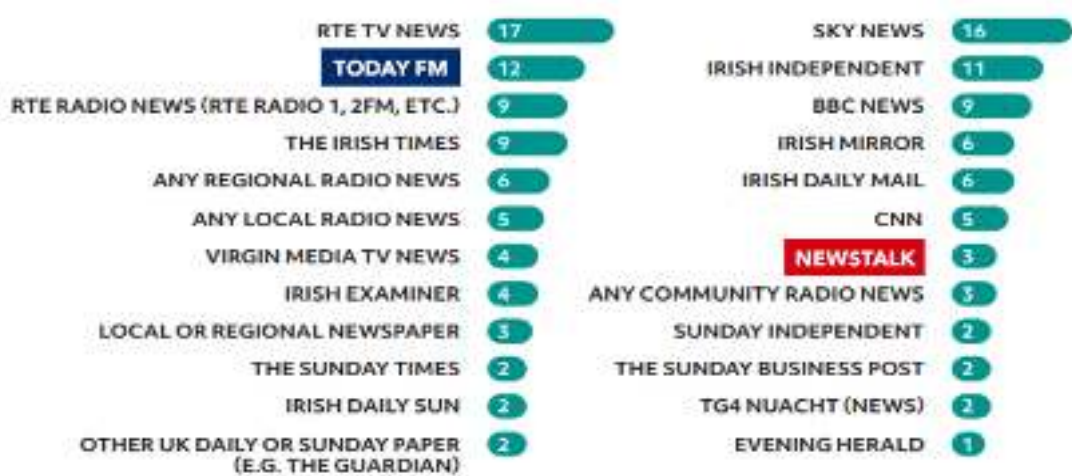 RTE TV NEWS 17
TODAY FM 12
RTE RADIO NEWS (RTE RADIO 1, 2FM, ETC.) 9
THE IRISH TIMES 9
ANY REGIONAL RADIO NEWS 6
ANY LOCAL RADIO NEWS 5
VIRGIN MEDIA TV NEWS 4
IRISH EXAMINER 4
LOCAL OR REGIONAL NEWSPAPER 3
THE SUNDAY TIMES 2
IRISH DAILY SUN 2
OTHER UK DAILY OR SUNDAY PAPER 2
(E.G. THE GUARDIAN)
SKY NEWS 16
IRISH INDEPENDENT 11
BBC NEWS 9
IRISH MIRROR 6
IRISH DAILY MAIL 6
CNN 5
NEWSTALK 3
ANY COMMUNITY RADIO NEWS 3
SUNDAY INDEPENDENT 2
THE SUNDAY BUSINESS POST 2
TG4 NUACHT (NEWS) 2
EVENING HERALD 1